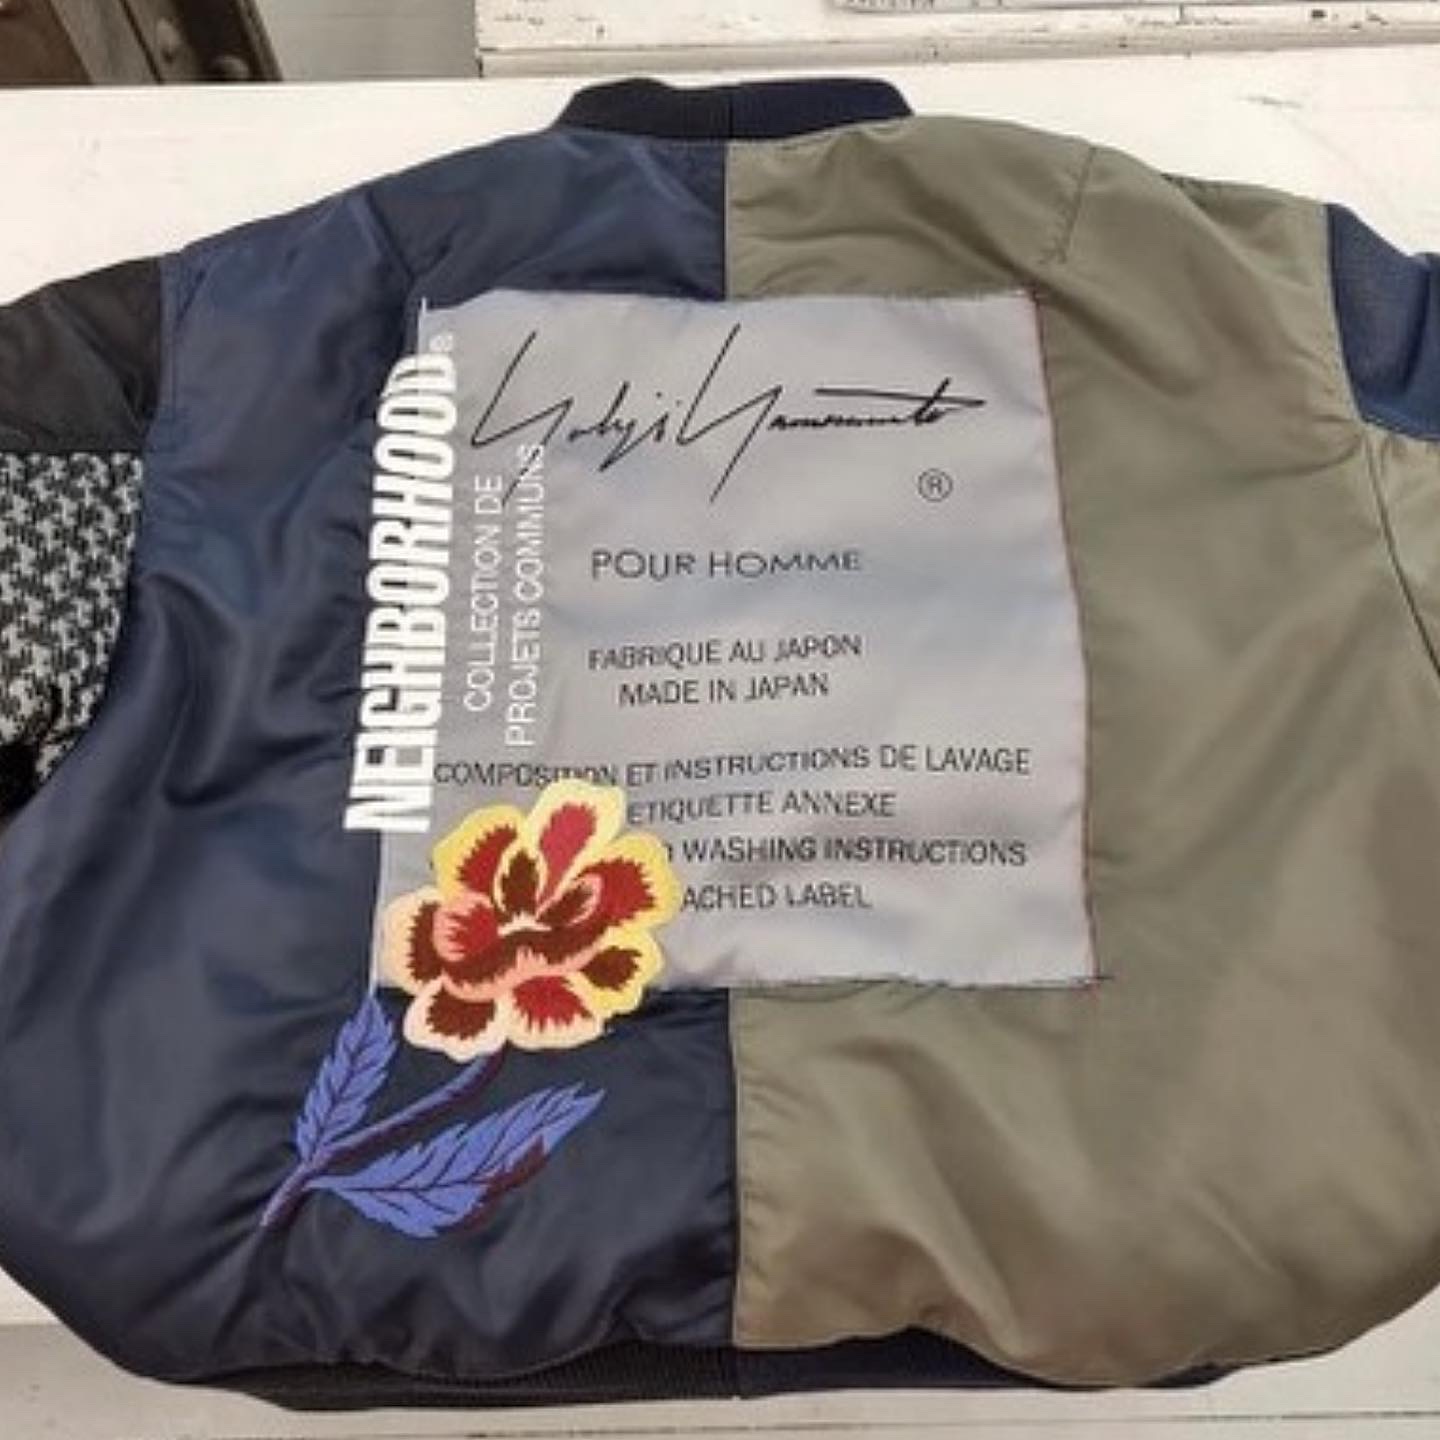 NEIGHBORHOOD®
COLLECTION DE
PROJETS COMMUNS
Yohji Yamamoto
®
POUR HOMME
FABRIQUE AU JAPON
MADE IN JAPAN
COMPOSITION ET INSTRUCTIONS DE LAVAGE
ETIQUETTE ANNEXE
WASHING INSTRUCTIONS
ACHED LABEL